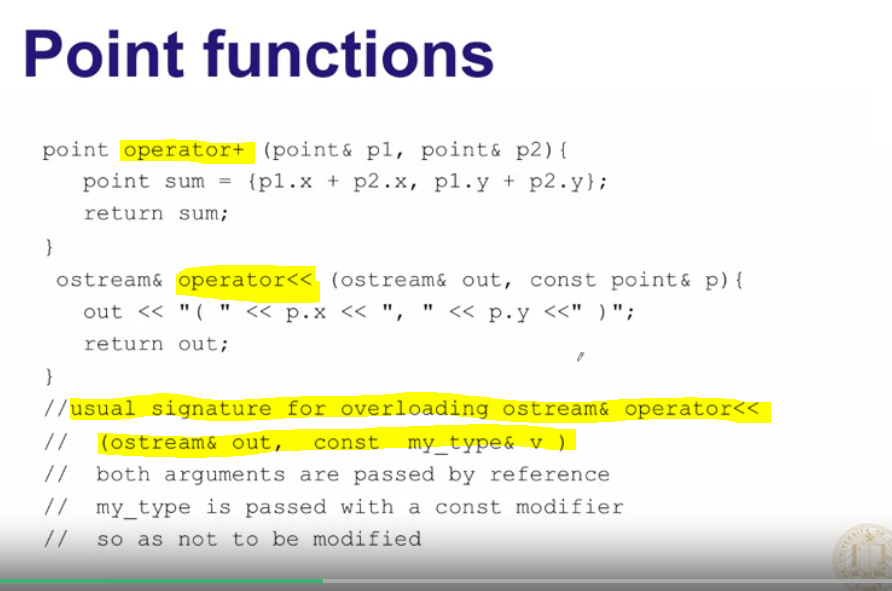 Point functions
point operator+ (point& p1, point& p2){
point sum = {p1.x + p2.x, p1.y + p2.y};
return sum;
}
ostream& operator<< (ostream& out, const point& p){
out << "( " << p.x << ", " << p.y <<" )";
return out;
}
//usual signature for overloading ostream& operator<<
// (ostream& out, const my_type& v )
// both arguments are passed by reference
// my_type is passed with a const modifier
// so as not to be modified